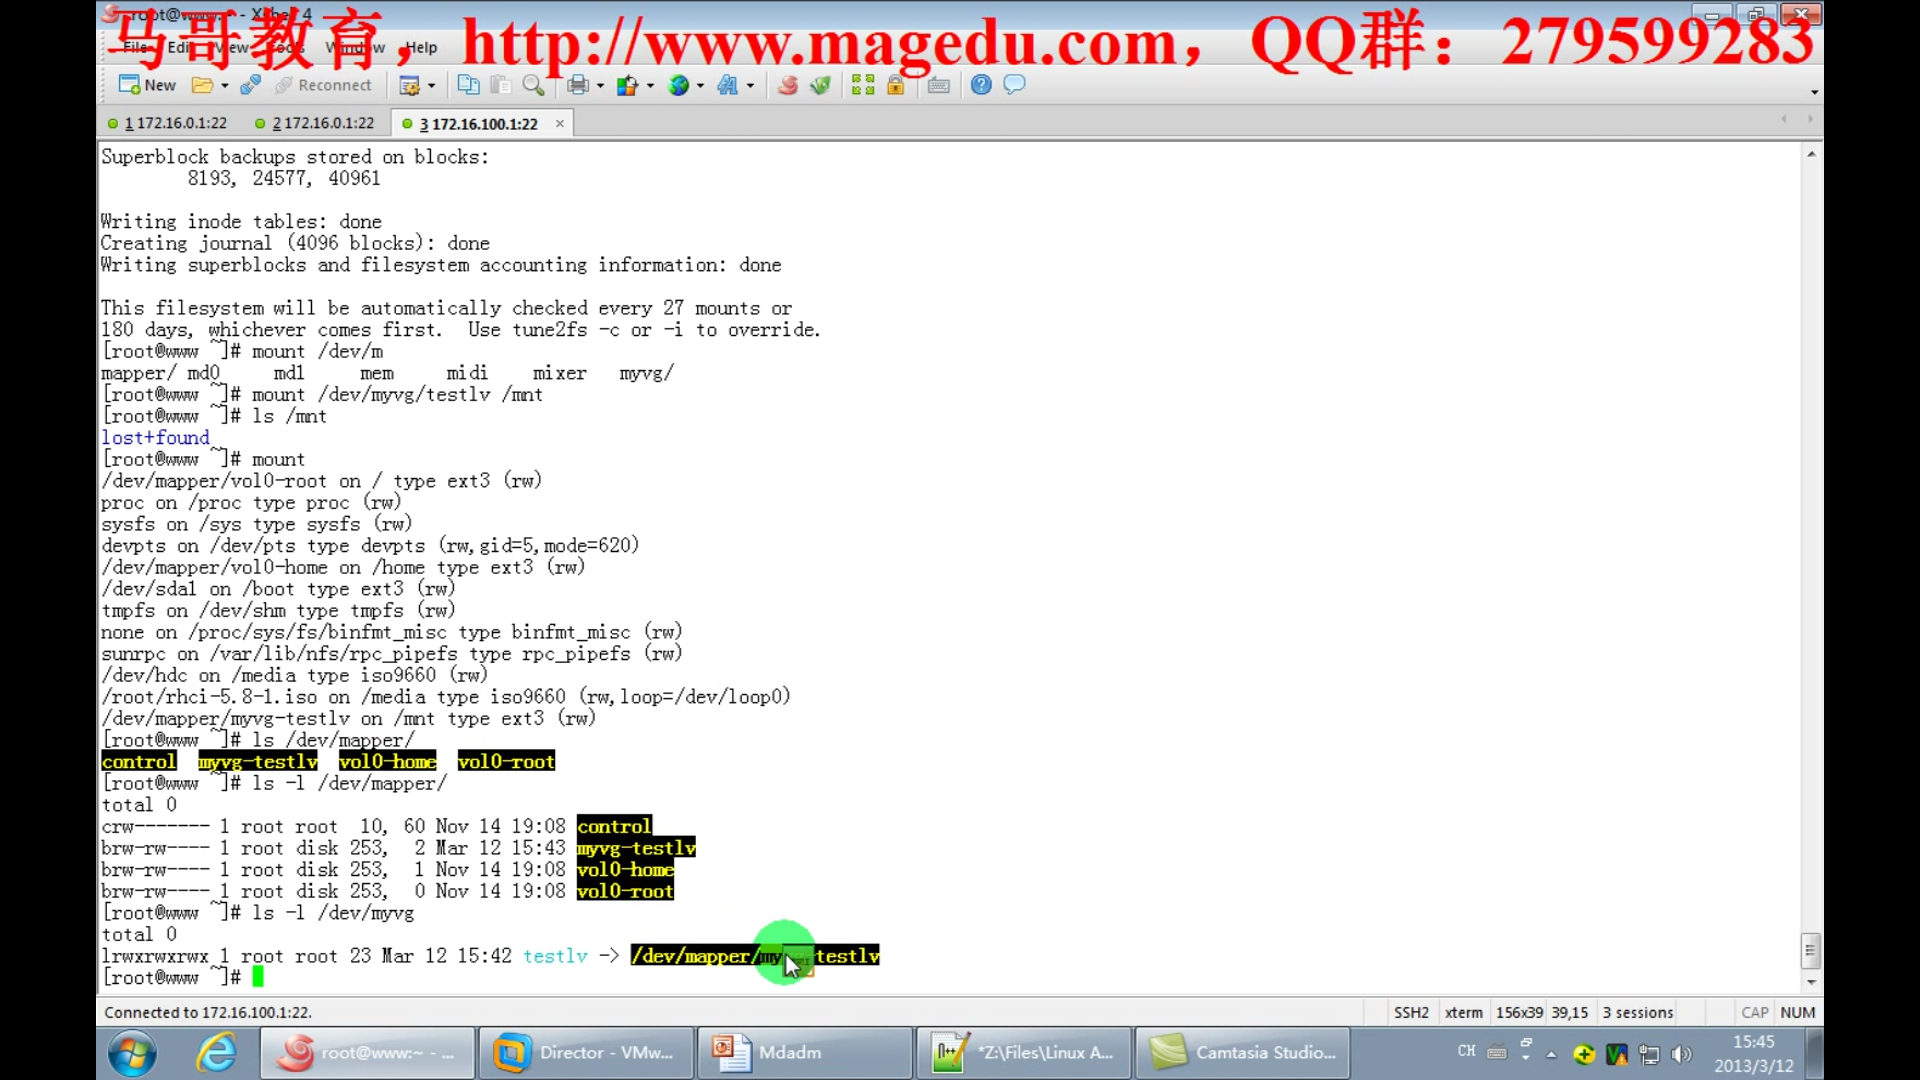 root@www:~ - Xshell 4
马哥教育，http://www.magedu.com，QQ群：279599283
File Edit View Tools Window Help
New Reconnect
1 172.16.0.1:22 2 172.16.0.1:22 3 172.16.100.1:22
Superblock backups stored on blocks:
8193, 24577, 40961
Writing inode tables: done
Creating journal (4096 blocks): done
Writing superblocks and filesystem accounting information: done
This filesystem will be automatically checked every 27 mounts or
180 days, whichever comes first.  Use tune2fs -c or -i to override.
[root@www ~]# mount /dev/m
mapper/ md0     md1     mem     midi    mixer   myvg/
[root@www ~]# mount /dev/myvg/testlv /mnt
[root@www ~]# ls /mnt
lost+found
[root@www ~]# mount
/dev/mapper/vol0-root on / type ext3 (rw)
proc on /proc type proc (rw)
sysfs on /sys type sysfs (rw)
devpts on /dev/pts type devpts (rw,gid=5,mode=620)
/dev/mapper/vol0-home on /home type ext3 (rw)
/dev/sda1 on /boot type ext3 (rw)
tmpfs on /dev/shm type tmpfs (rw)
none on /proc/sys/fs/binfmt_misc type binfmt_misc (rw)
sunrpc on /var/lib/nfs/rpc_pipefs type rpc_pipefs (rw)
/dev/hdc on /media type iso9660 (rw)
/root/rhci-5.8-1.iso on /media type iso9660 (rw,loop=/dev/loop0)
/dev/mapper/myvg-testlv on /mnt type ext3 (rw)
[root@www ~]# ls /dev/mapper/
control  myvg-testlv  vol0-home  vol0-root
[root@www ~]# ls -l /dev/mapper/
total 0
crw------- 1 root root  10, 60 Nov 14 19:08 control
brw-rw---- 1 root disk 253,  2 Mar 12 15:43 myvg-testlv
brw-rw---- 1 root disk 253,  1 Nov 14 19:08 vol0-home
brw-rw---- 1 root disk 253,  0 Nov 14 19:08 vol0-root
[root@www ~]# ls -l /dev/myvg
total 0
lrwxrwxrwx 1 root root 23 Mar 12 15:42 testlv -> /dev/mapper/myvg-testlv
[root@www ~]#
Connected to 172.16.100.1:22. SSH2 xterm 156x39 39,15 3 sessions CAP NUM
root@www:~ - ... Director - VMw... Mdadm *Z:\Files\Linux A... Camtasia Studio... CH 15:45
2013/3/12